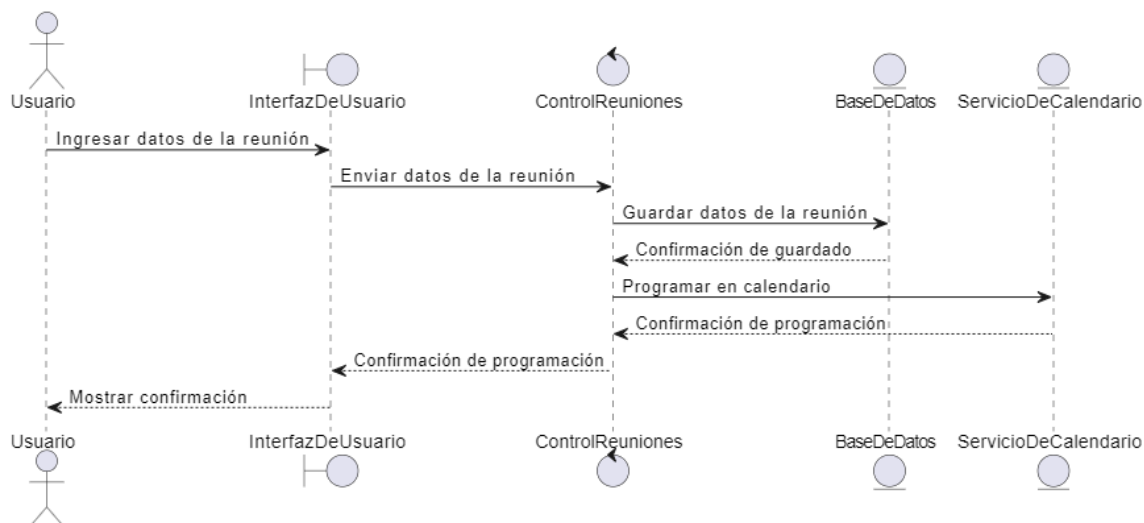 Usuario InterfazDeUsuario ControlReuniones BaseDeDatos ServicioDeCalendario
Ingresar datos de la reunión
Enviar datos de la reunión
Guardar datos de la reunión
Confirmación de guardado
Programar en calendario
Confirmación de programación
Confirmación de programación
Mostrar confirmación
Usuario InterfazDeUsuario ControlReuniones BaseDeDatos ServicioDeCalendario